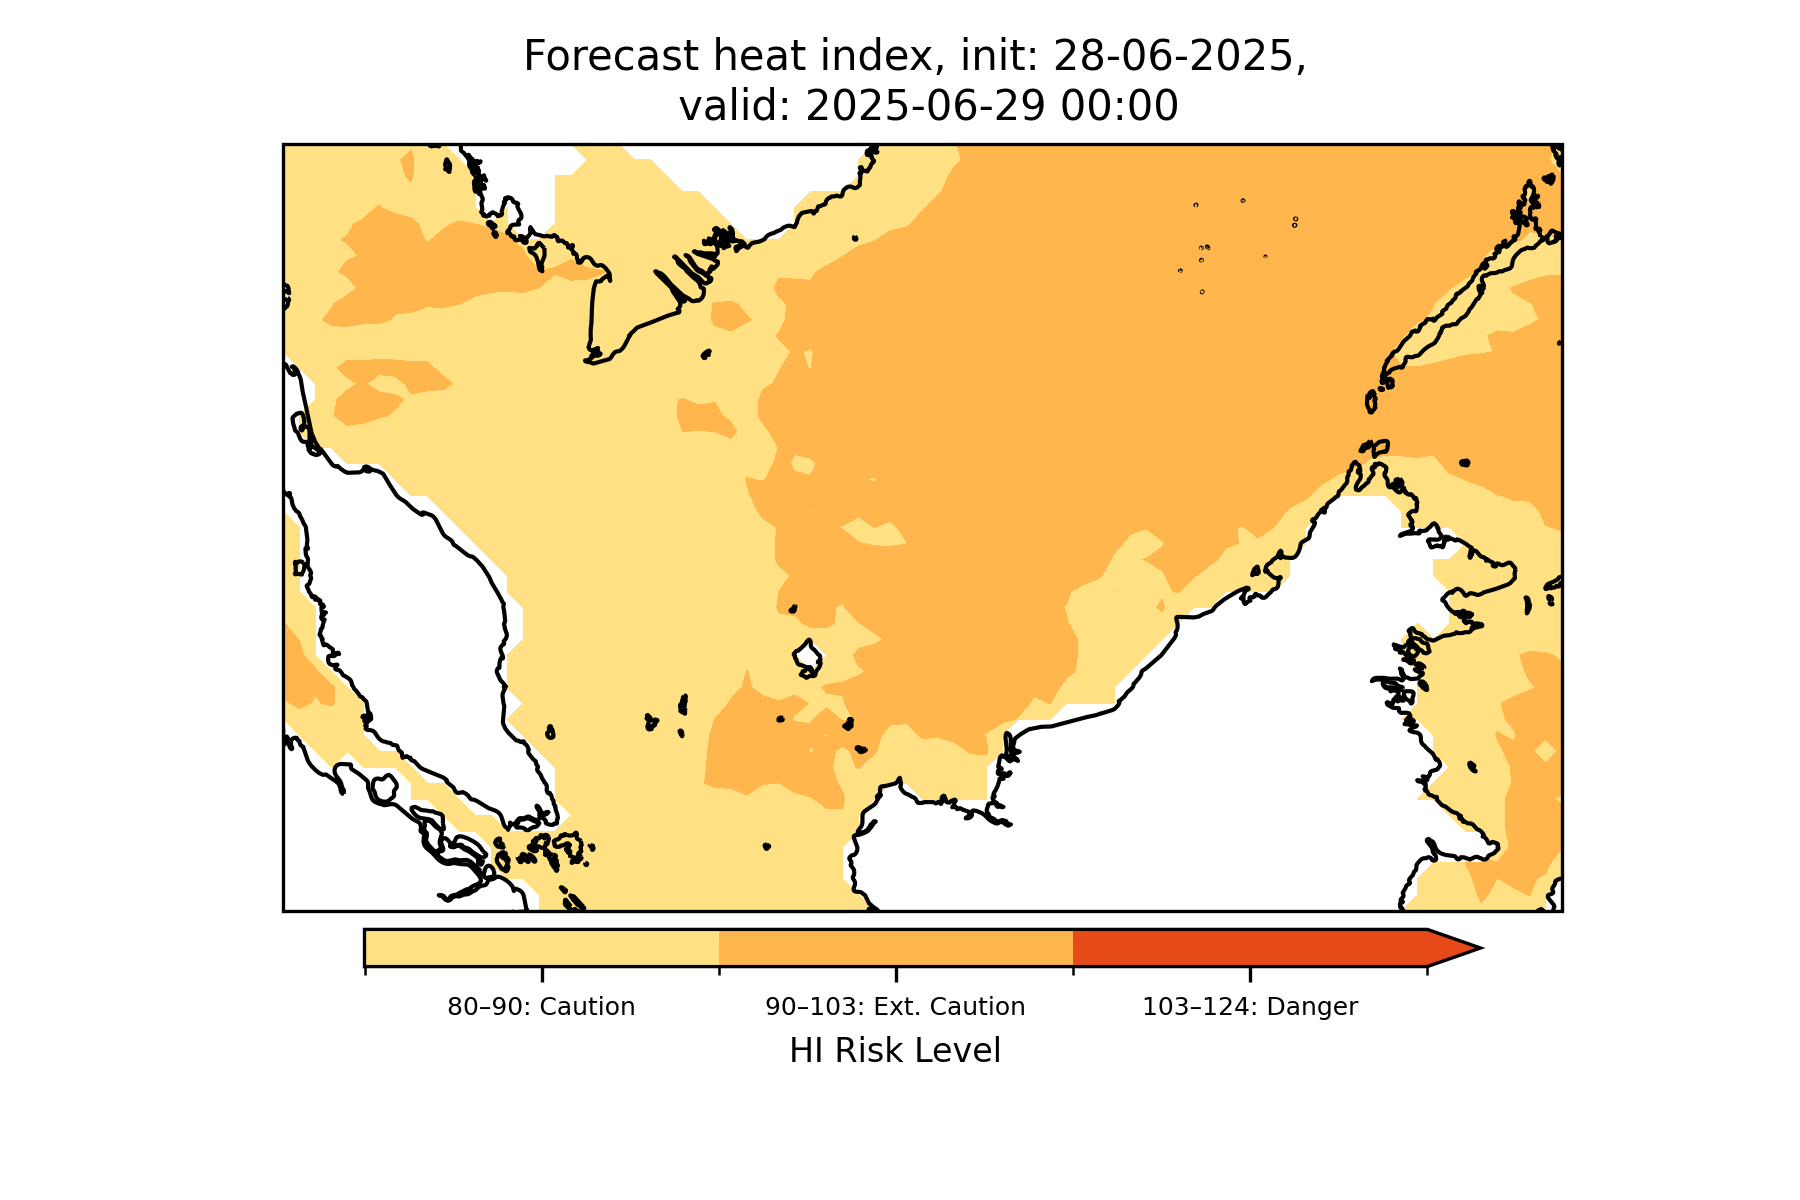 Forecast heat index, init: 28-06-2025,
valid: 2025-06-29 00:00
80–90: Caution
90–103: Ext. Caution
103–124: Danger
HI Risk Level